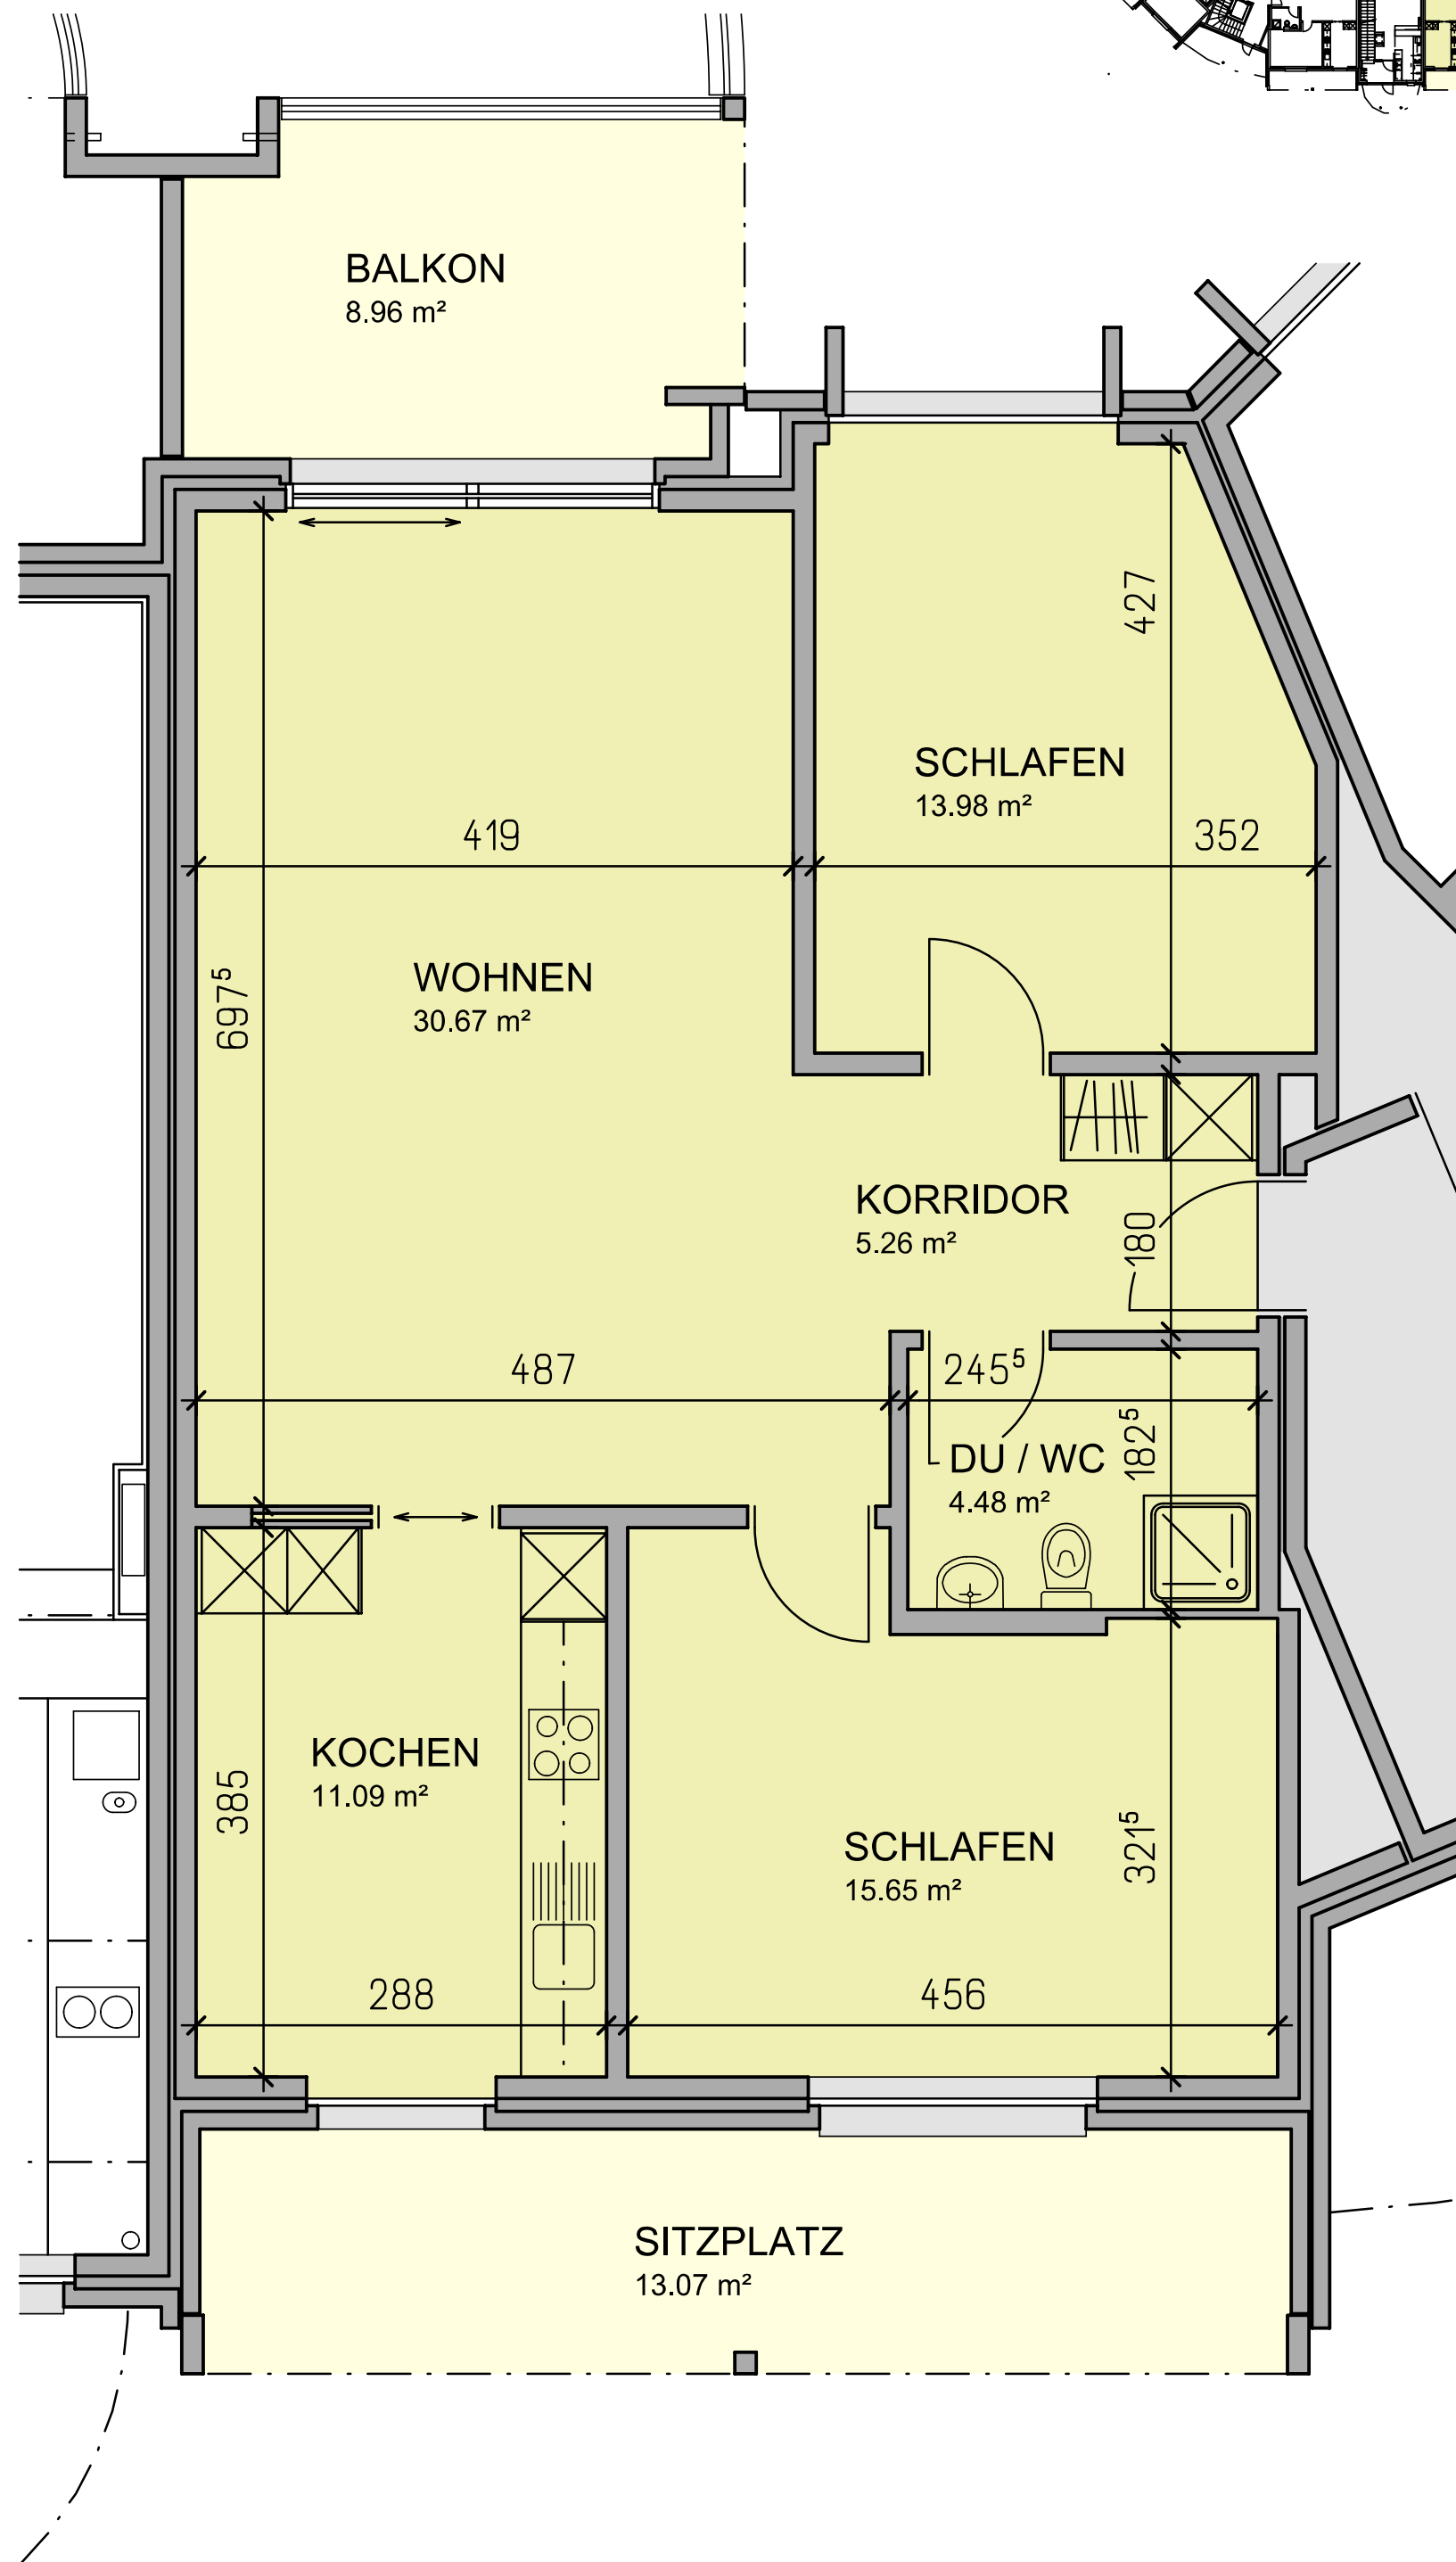 BALKON
8.96 m²
427
SCHLAFEN
13.98 m²
419
352
WOHNEN
30.67 m²
697⁵
KORRIDOR
5.26 m²
180
487
245⁵
182⁵
DU / WC
4.48 m²
KOCHEN
11.09 m²
385
SCHLAFEN
15.65 m²
321⁵
288
456
SITZPLATZ
13.07 m²